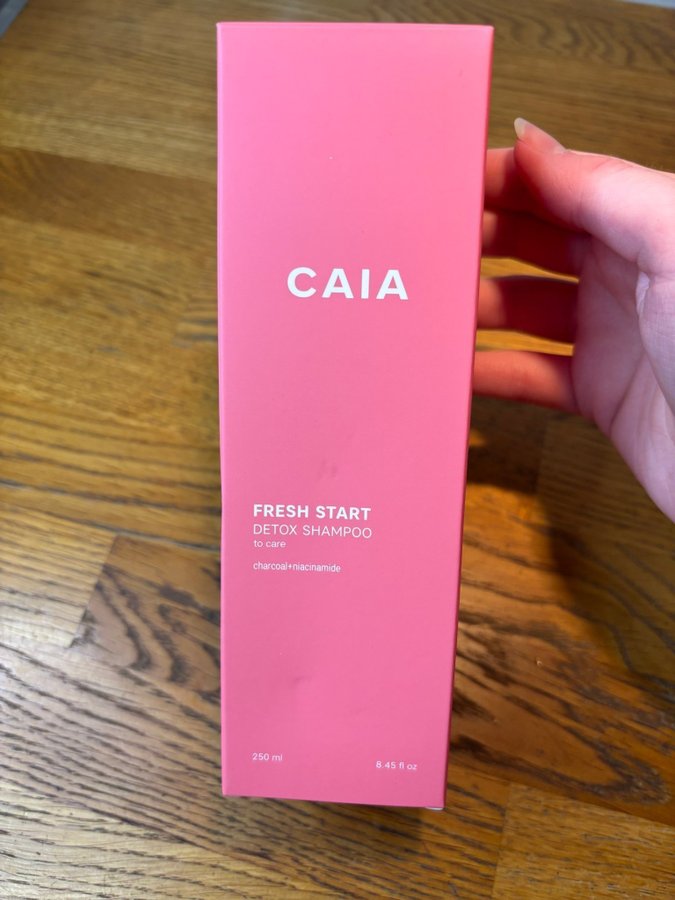 CAIA
FRESH START
DETOX SHAMPOO
to care
charcoal+niacinamide
250 ml
8.45 fl oz